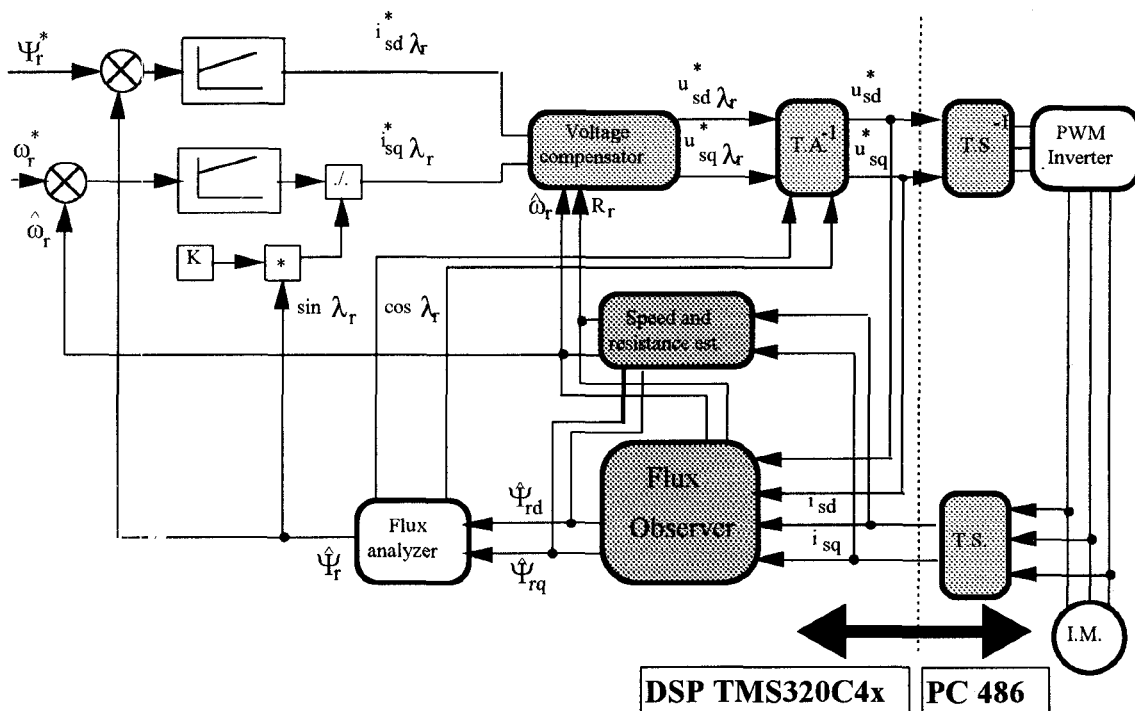 Ψr*
i*sd λr
ωr*
i*sq λr
./.
ω̂r
K
*
sin λr
cos λr
Voltage
compensator
u*sd λr
u*sq λr
ω̂r
Rr
T.A.-1
u*sd
u*sq
T.S.-1
PWM
Inverter
Speed and
resistance est.
Flux
Observer
isd
isq
Ψ̂rd
Ψ̂rq
Flux
analyzer
Ψ̂r
T.S.
I.M.
DSP TMS320C4x
PC 486